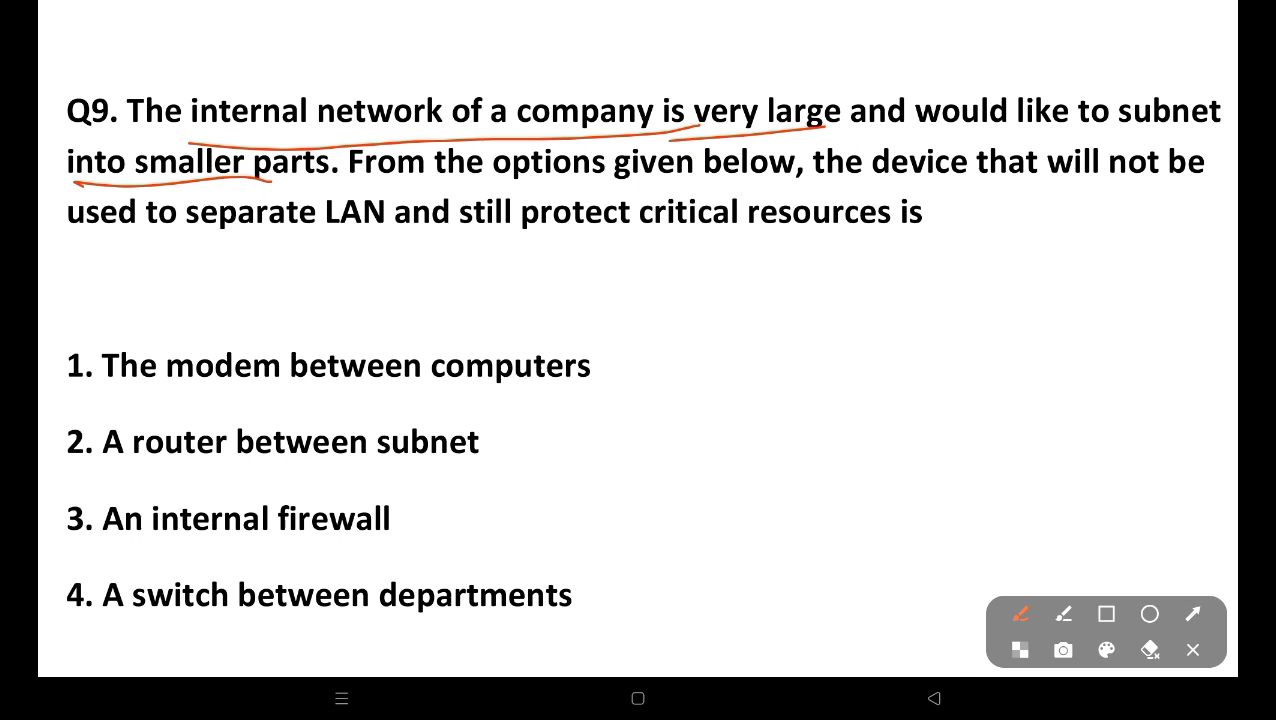 Q9. The internal network of a company is very large and would like to subnet
into smaller parts. From the options given below, the device that will not be
used to separate LAN and still protect critical resources is
1. The modem between computers
2. A router between subnet
3. An internal firewall
4. A switch between departments